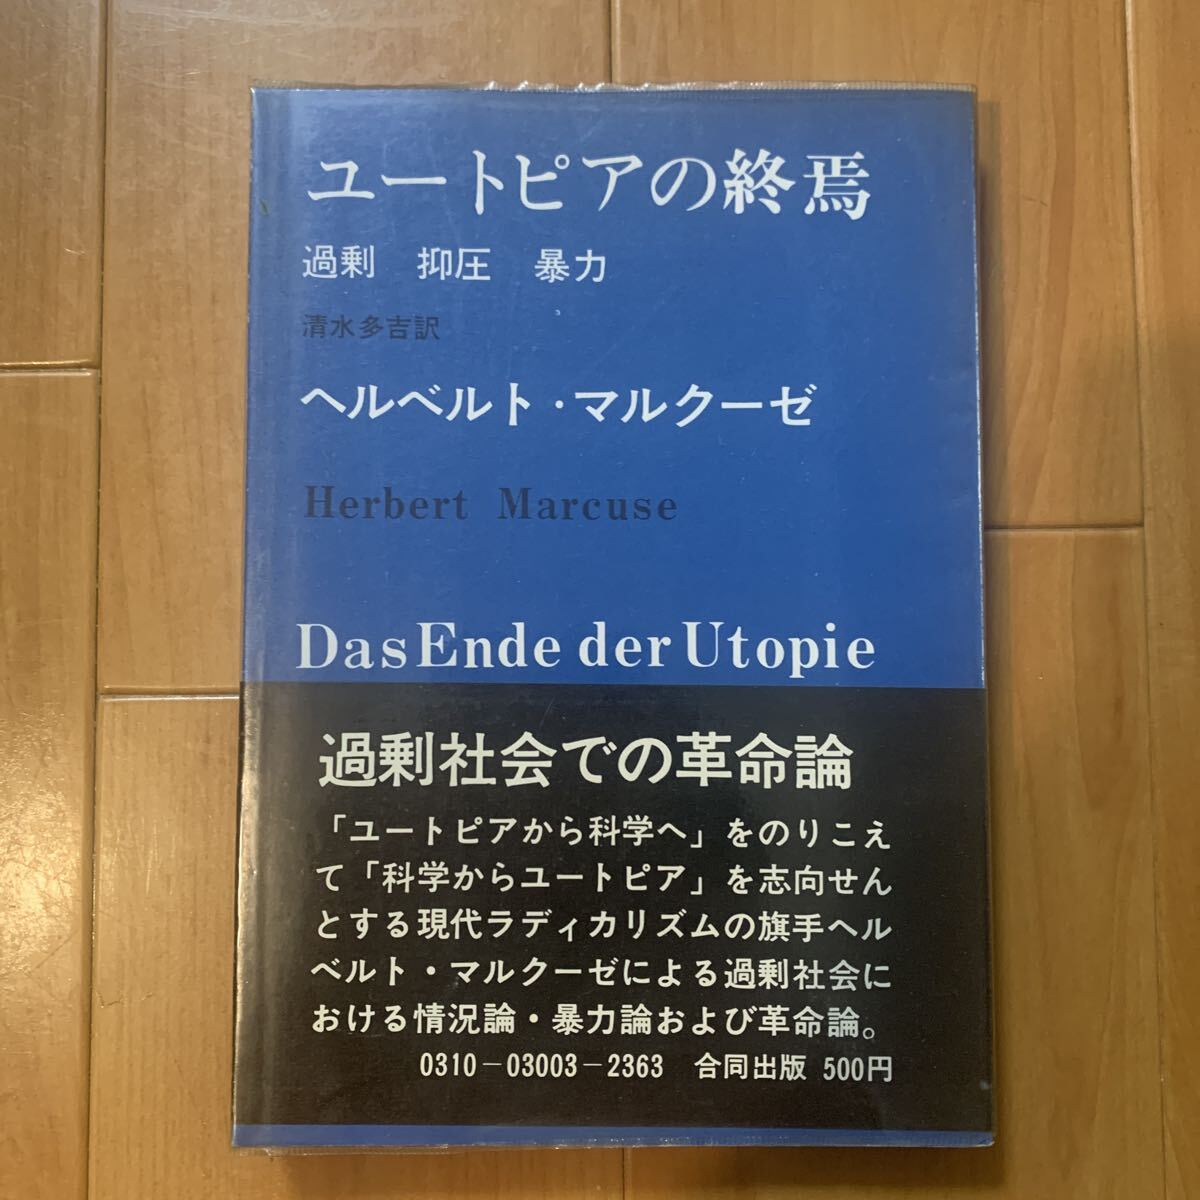 ユートピアの終焉
過剰 抑圧 暴力
清水多吉訳
ヘルベルト・マルクーゼ
Herbert Marcuse
Das Ende der Utopie
過剰社会での革命論
「ユートピアから科学へ」をのりこえ
て「科学からユートピア」を志向せん
とする現代ラディカリズムの旗手ヘル
ベルト・マルクーゼによる過剰社会に
おける情況論・暴力論および革命論。
0310－03003－2363 合同出版 500円